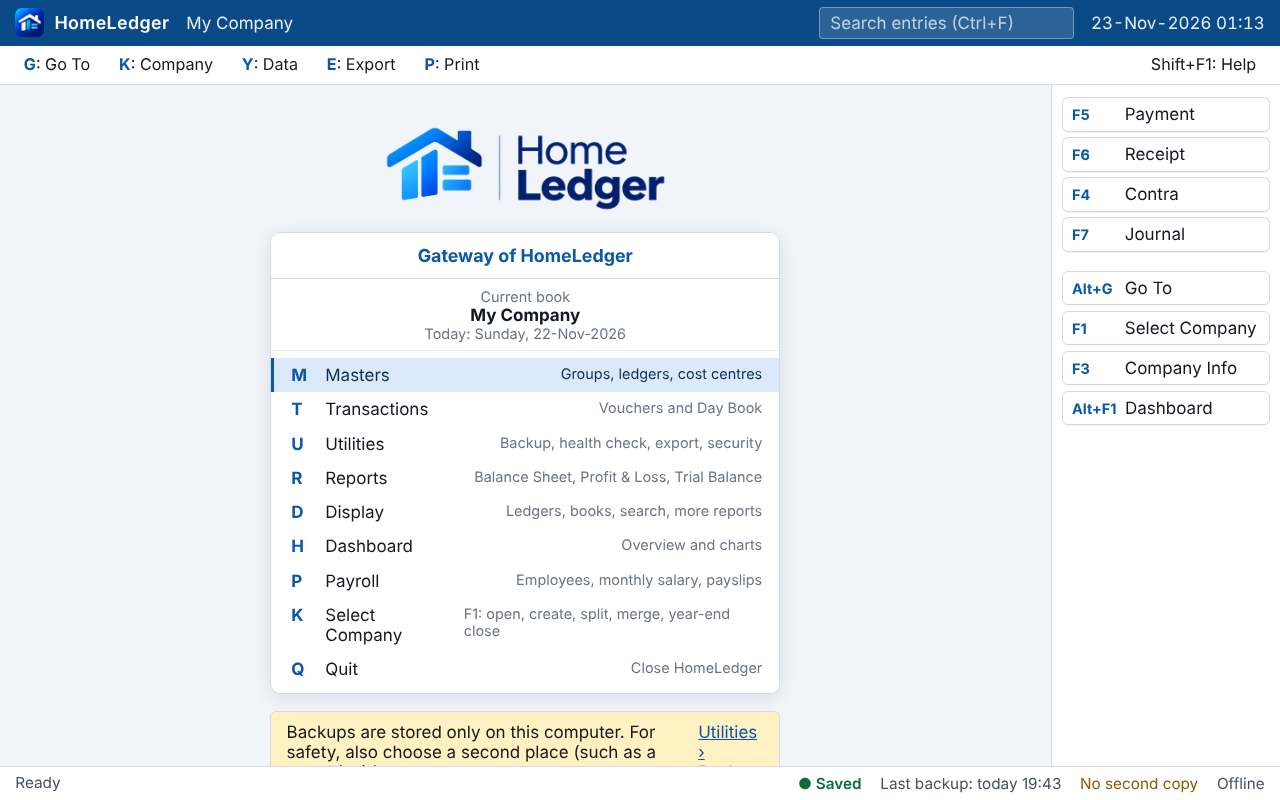 HomeLedger My Company Search entries (Ctrl+F) 23-Nov-2026 01:13
G: Go To K: Company Y: Data E: Export P: Print Shift+F1: Help
Home
Ledger
Gateway of HomeLedger
Current book
My Company
Today: Sunday, 22-Nov-2026
M Masters Groups, ledgers, cost centres
T Transactions Vouchers and Day Book
U Utilities Backup, health check, export, security
R Reports Balance Sheet, Profit & Loss, Trial Balance
D Display Ledgers, books, search, more reports
H Dashboard Overview and charts
P Payroll Employees, monthly salary, payslips
K Select Company F1: open, create, split, merge, year-end close
Q Quit Close HomeLedger
Backups are stored only on this computer. For
safety, also choose a second place (such as a
Utilities
›
F5 Payment
F6 Receipt
F4 Contra
F7 Journal
Alt+G Go To
F1 Select Company
F3 Company Info
Alt+F1 Dashboard
Ready Saved Last backup: today 19:43 No second copy Offline